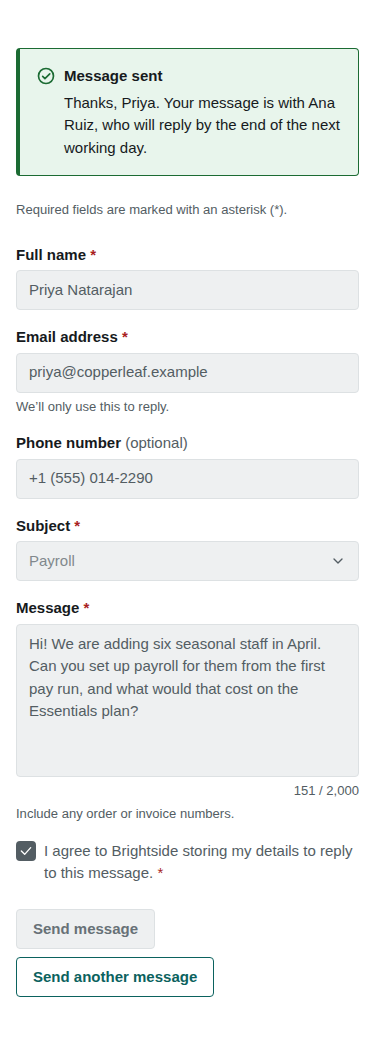 Message sent
Thanks, Priya. Your message is with Ana
Ruiz, who will reply by the end of the next
working day.
Required fields are marked with an asterisk (*).
Full name *
Priya Natarajan
Email address *
priya@copperleaf.example
We’ll only use this to reply.
Phone number (optional)
+1 (555) 014-2290
Subject *
Payroll
Message *
Hi! We are adding six seasonal staff in April.
Can you set up payroll for them from the first
pay run, and what would that cost on the
Essentials plan?
151 / 2,000
Include any order or invoice numbers.
I agree to Brightside storing my details to reply
to this message. *
Send message
Send another message